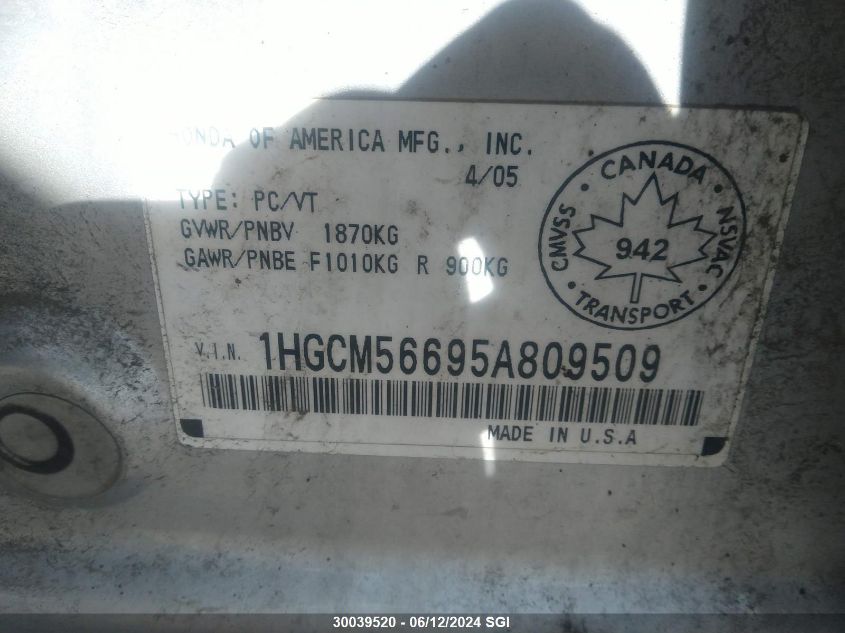 HONDA OF AMERICA MFG., INC.
4/05
TYPE: PC/VT
GVWR/PNBV 1870KG
GAWR/PNBE F1010KG R 900KG
CANADA
CMVSS
NSVAC
942
TRANSPORT
V.I.N. 1HGCM56695A809509
MADE IN U.S.A
30039520 - 06/12/2024 SGI